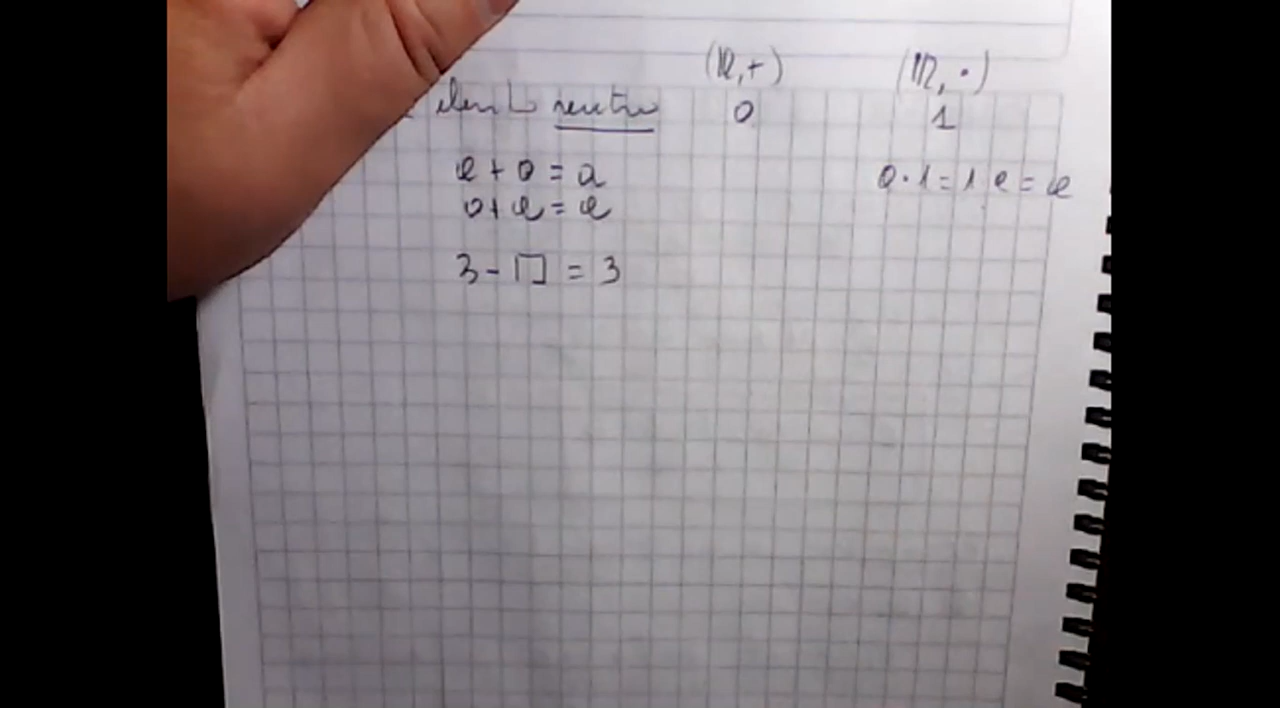 (R,+) (R, ·)
elemento neutro 0 1
a + 0 = a a · 1 = 1 a = a
0 + a = a
3 - □ = 3